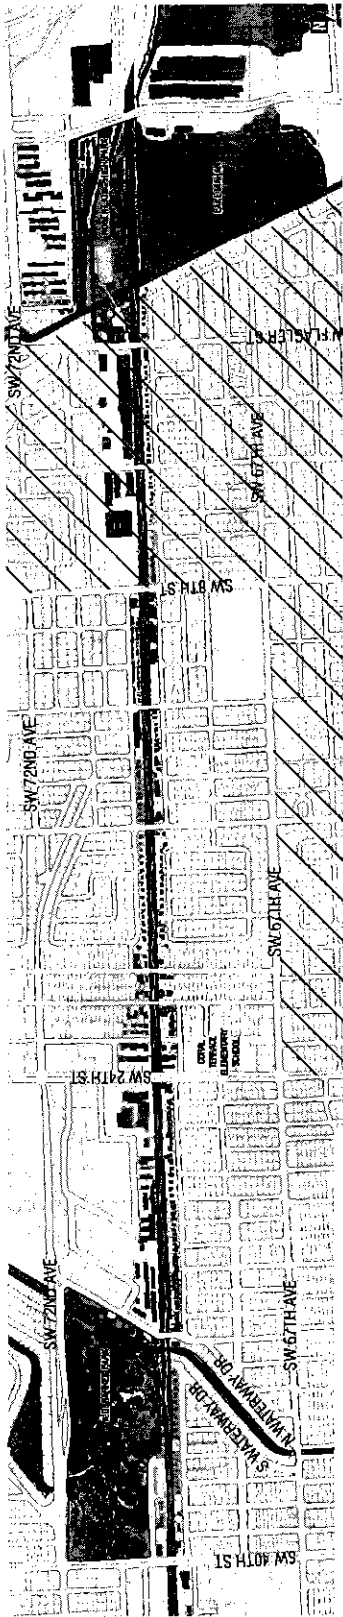 SW 72ND AVE
W FLAGLER ST
SW 67TH AVE
SW 8TH ST
SW 72ND AVE
SW 67TH AVE
CORAL
TERRACE
ELEMENTARY
SCHOOL
SW 24TH ST
SW 72ND AVE
SW 67TH AVE
N WATERWAY DR
S WATERWAY DR
SW 40TH ST